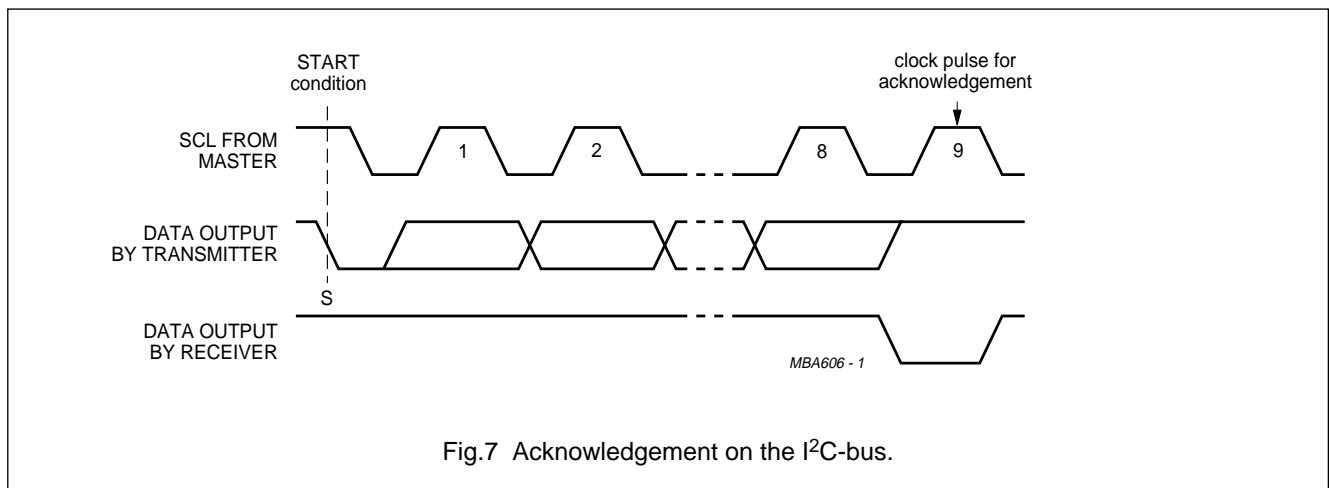 START
condition
clock pulse for
acknowledgement
SCL FROM
MASTER
1
2
8
9
DATA OUTPUT
BY TRANSMITTER
S
DATA OUTPUT
BY RECEIVER
MBA606 - 1
Fig.7 Acknowledgement on the I²C-bus.